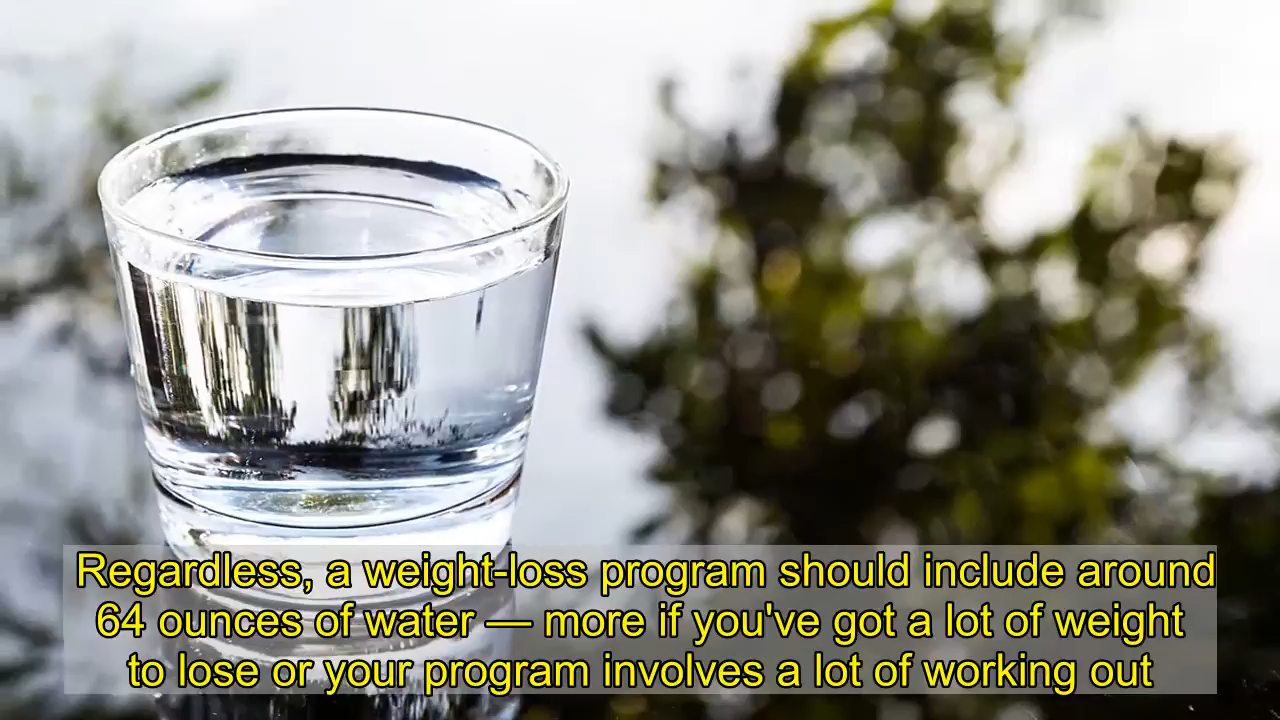 Regardless, a weight-loss program should include around
64 ounces of water — more if you've got a lot of weight
to lose or your program involves a lot of working out